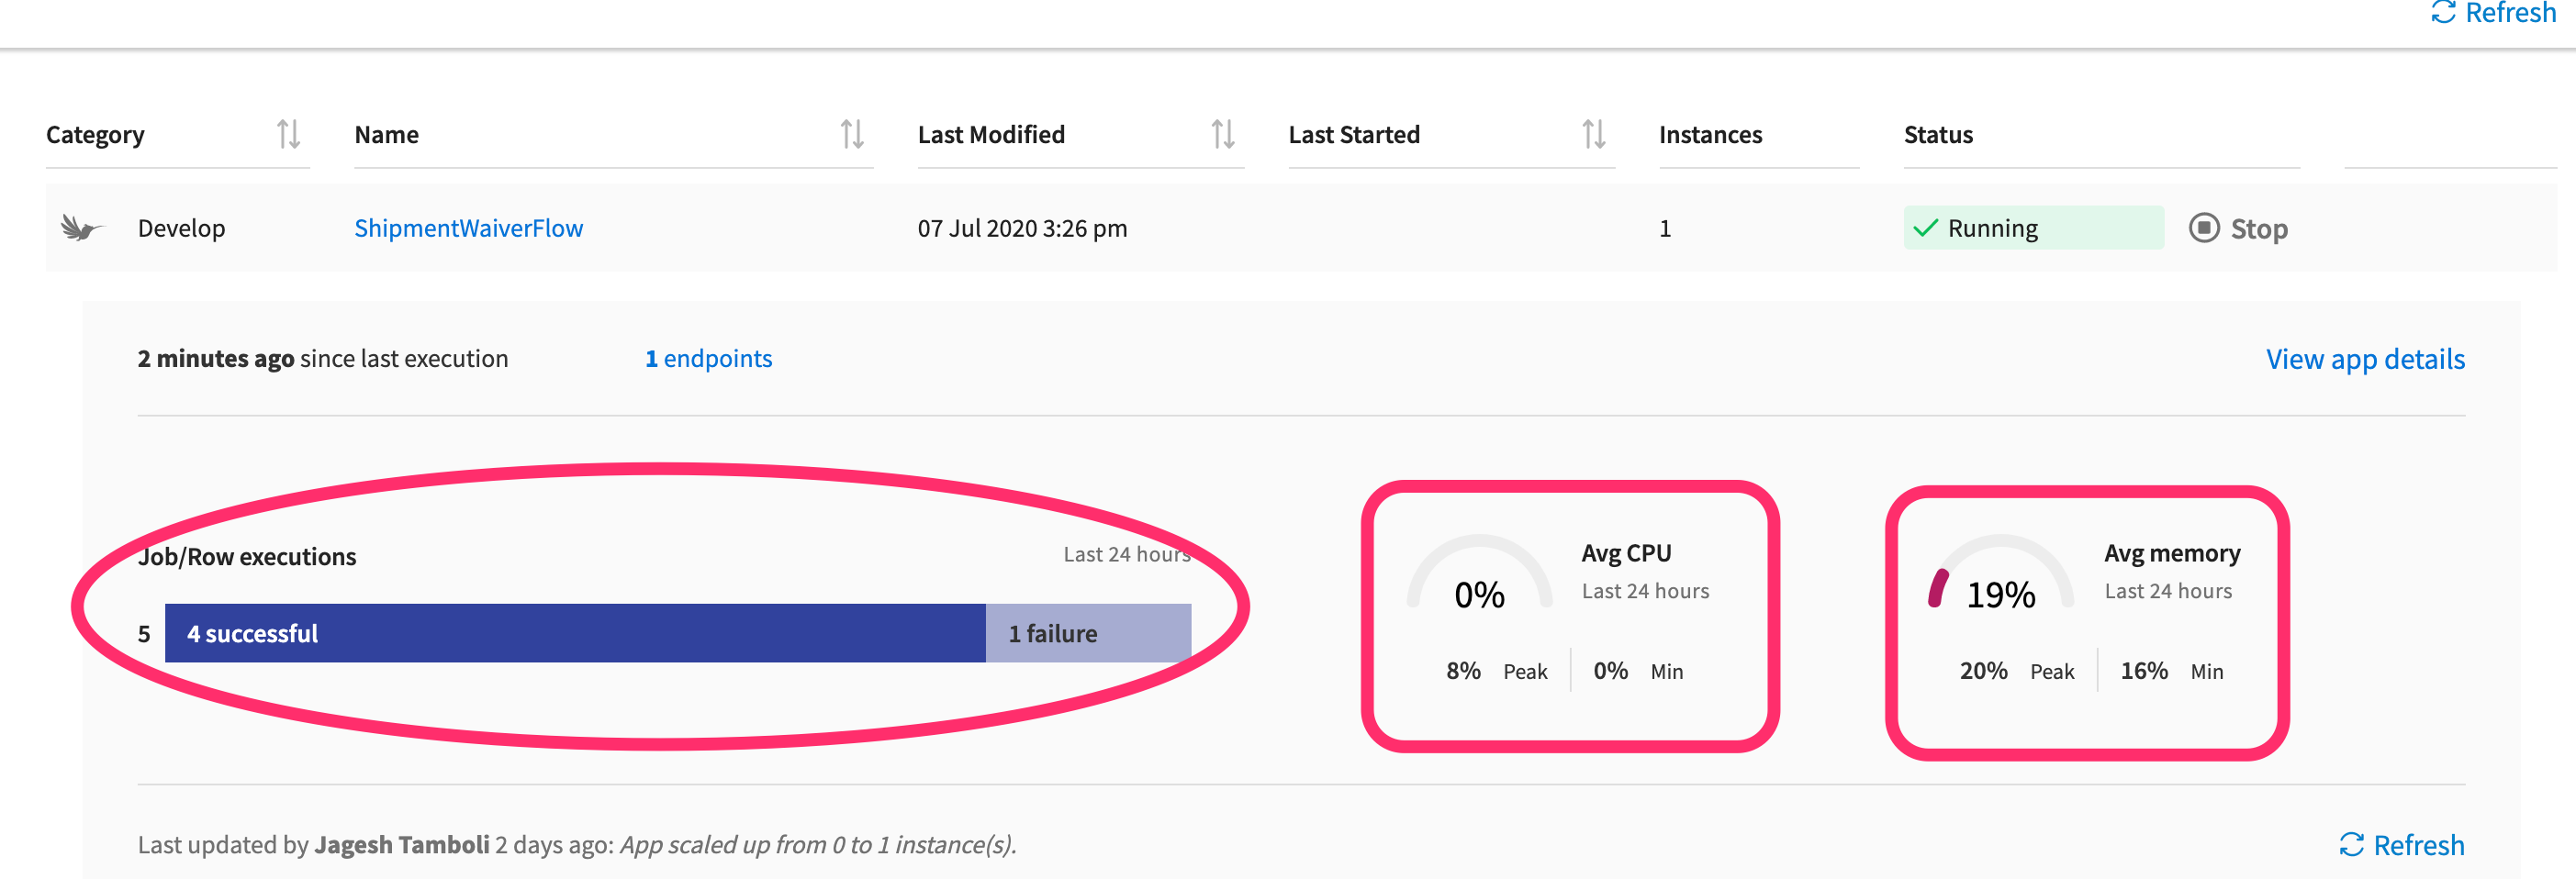 Refresh
Category Name Last Modified Last Started Instances Status
Develop ShipmentWaiverFlow 07 Jul 2020 3:26 pm 1 Running Stop
2 minutes ago since last execution 1 endpoints View app details
Job/Row executions Last 24 hours
5 4 successful 1 failure
Avg CPU
0% Last 24 hours
8% Peak 0% Min
Avg memory
19% Last 24 hours
20% Peak 16% Min
Last updated by Jagesh Tamboli 2 days ago: App scaled up from 0 to 1 instance(s). Refresh